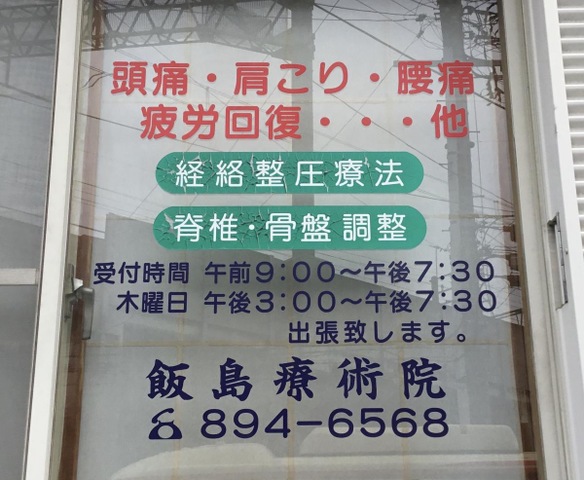 頭痛・肩こり・腰痛
疲労回復・・・他
経絡整圧療法
脊椎・骨盤調整
受付時間 午前9:00〜午後7:30
木曜日 午後3:00〜午後7:30
出張致します。
飯島療術院
☎894-6568